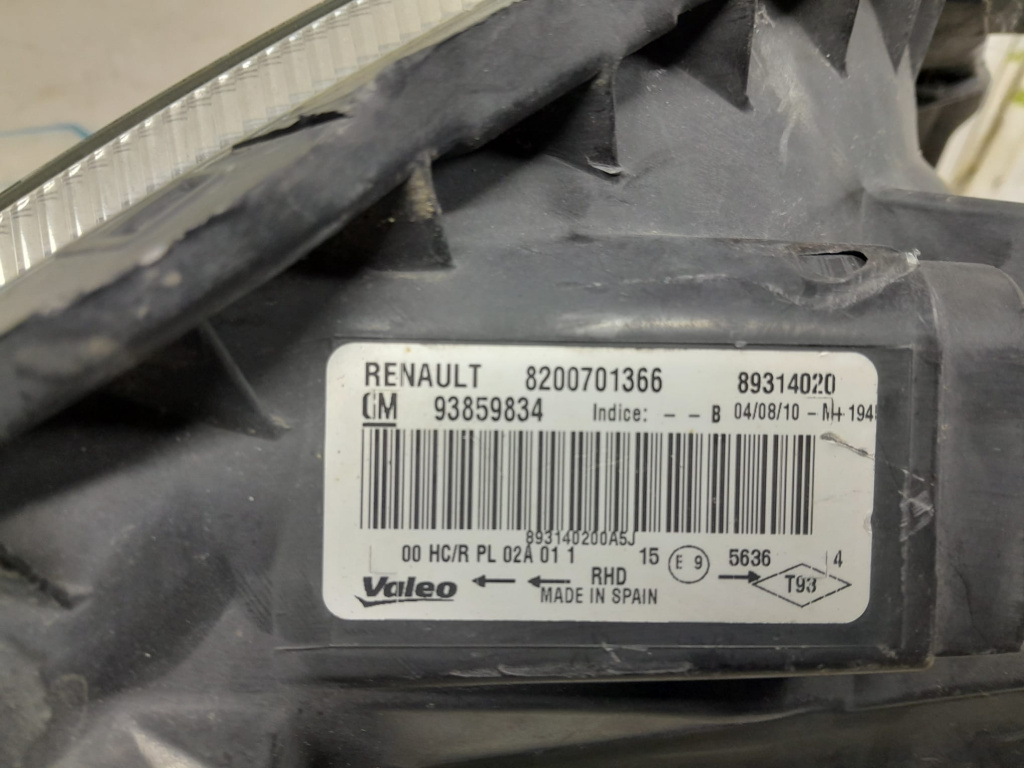 RENAULT 8200701366 89314020
GM 93859834 Indice: - - B 04/08/10 - M+ 194
893140200A5J
00 HC/R PL 02A 01 1 15 E 9 5636 4
Valeo RHD T93
MADE IN SPAIN